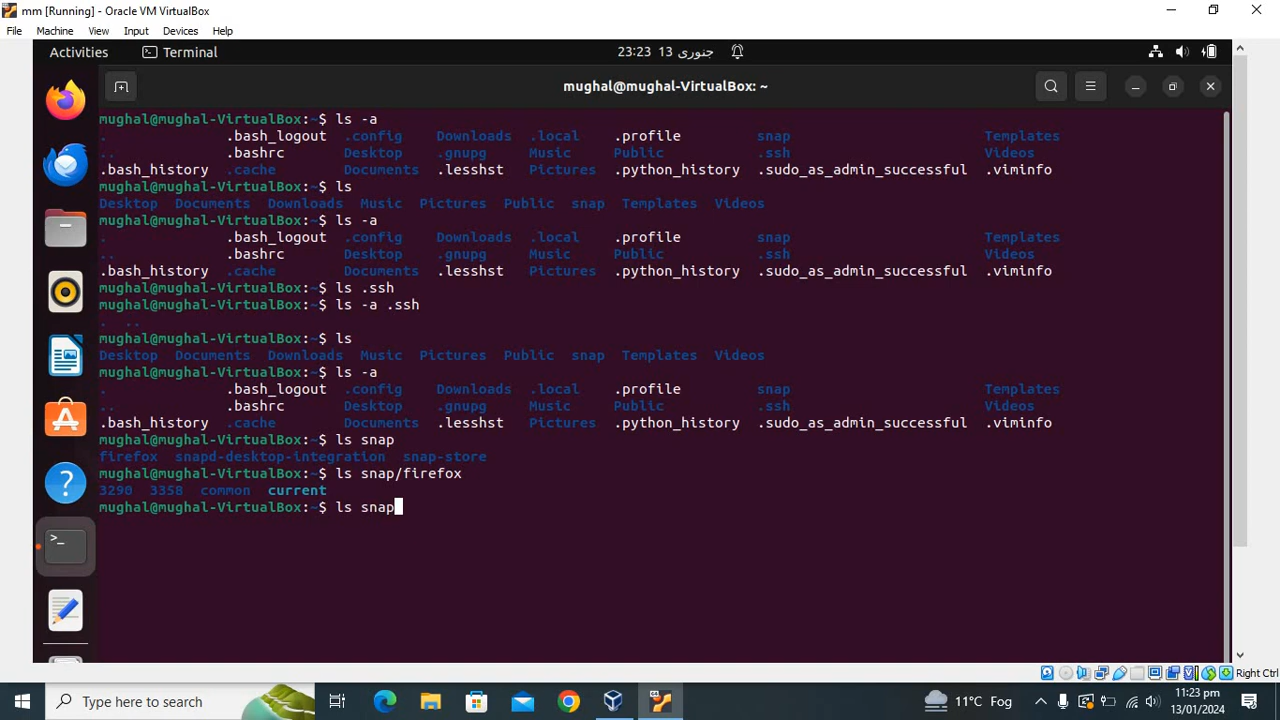 mm [Running] - Oracle VM VirtualBox
File Machine View Input Devices Help
Activities Terminal 23:23 13 جنوری
mughal@mughal-VirtualBox: ~
mughal@mughal-VirtualBox:~$ ls -a
. .bash_logout .config Downloads .local .profile snap Templates
.. .bashrc Desktop .gnupg Music Public .ssh Videos
.bash_history .cache Documents .lesshst Pictures .python_history .sudo_as_admin_successful .viminfo
mughal@mughal-VirtualBox:~$ ls
Desktop Documents Downloads Music Pictures Public snap Templates Videos
mughal@mughal-VirtualBox:~$ ls -a
. .bash_logout .config Downloads .local .profile snap Templates
.. .bashrc Desktop .gnupg Music Public .ssh Videos
.bash_history .cache Documents .lesshst Pictures .python_history .sudo_as_admin_successful .viminfo
mughal@mughal-VirtualBox:~$ ls .ssh
mughal@mughal-VirtualBox:~$ ls -a .ssh
. ..
mughal@mughal-VirtualBox:~$ ls
Desktop Documents Downloads Music Pictures Public snap Templates Videos
mughal@mughal-VirtualBox:~$ ls -a
. .bash_logout .config Downloads .local .profile snap Templates
.. .bashrc Desktop .gnupg Music Public .ssh Videos
.bash_history .cache Documents .lesshst Pictures .python_history .sudo_as_admin_successful .viminfo
mughal@mughal-VirtualBox:~$ ls snap
firefox snapd-desktop-integration snap-store
mughal@mughal-VirtualBox:~$ ls snap/firefox
3290 3358 common current
mughal@mughal-VirtualBox:~$ ls snap
Right Ctrl
Type here to search 11°C Fog 11:23 pm
13/01/2024